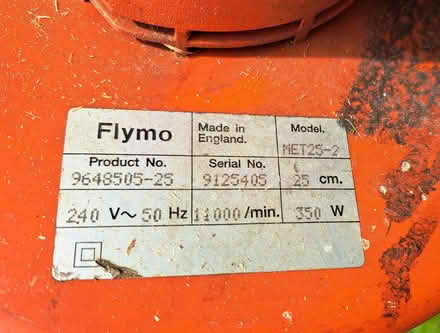 Flymo Made in England. Model. MET25-2
Product No. Serial No.
9648505-25 9125405 25 cm.
240 V~ 50 Hz 11000/min. 350 W